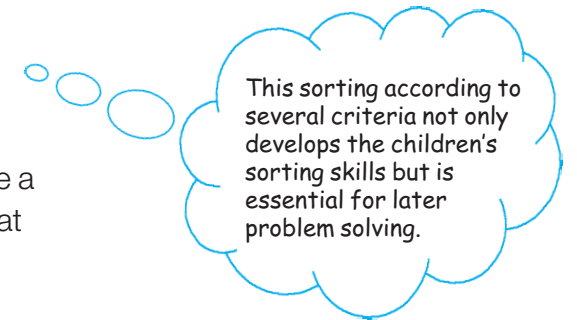 This sorting according to
several criteria not only
develops the children's
sorting skills but is
essential for later
problem solving.
e a
at